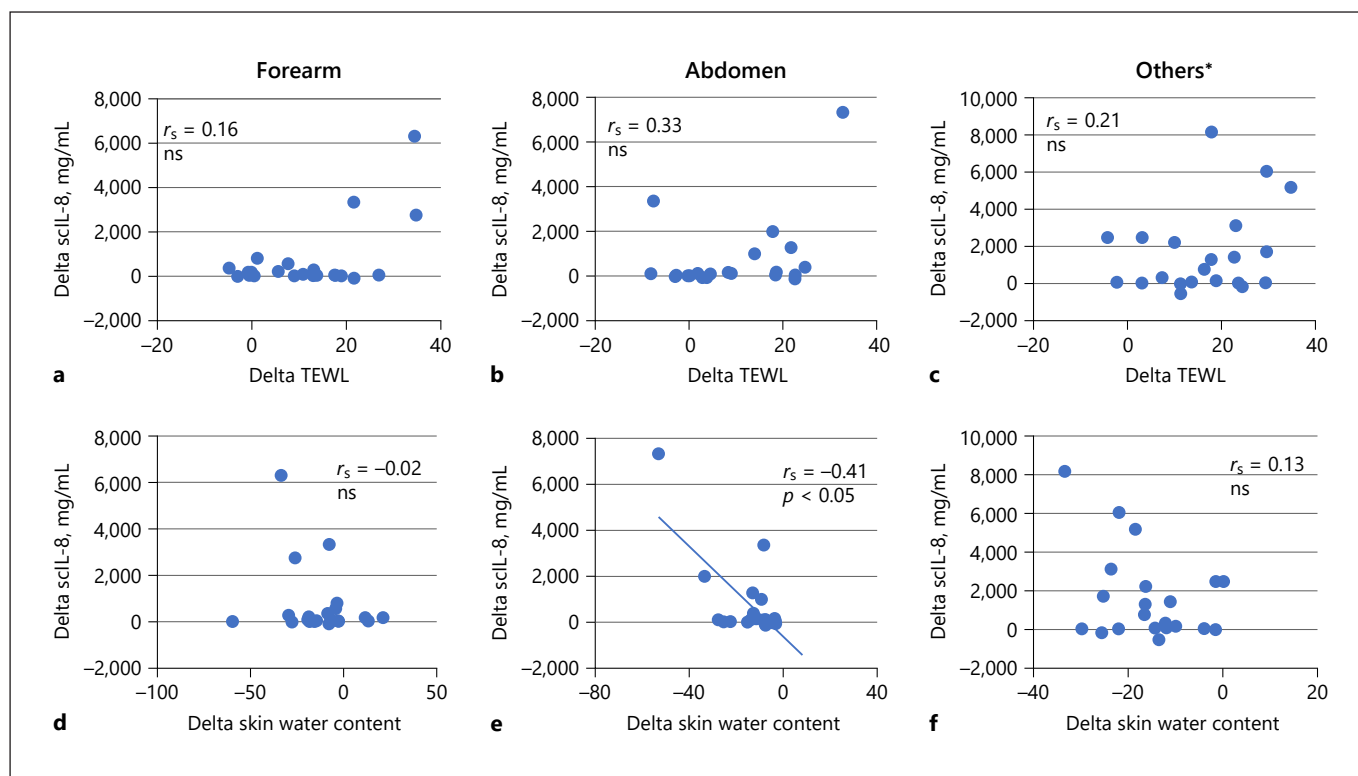 Forearm
8,000
6,000
4,000
2,000
0
−2,000
Delta sclL-8, mg/mL
rs = 0.16
ns
−20
0
20
40
a
Delta TEWL
Abdomen
8,000
6,000
4,000
2,000
0
−2,000
Delta sclL-8, mg/mL
rs = 0.33
ns
−20
0
20
40
b
Delta TEWL
Others*
10,000
8,000
6,000
4,000
2,000
0
−2,000
Delta sclL-8, mg/mL
rs = 0.21
ns
−20
0
20
40
c
Delta TEWL
8,000
6,000
4,000
2,000
0
−2,000
Delta sclL-8, mg/mL
rs = −0.02
ns
−100
−50
0
50
d
Delta skin water content
8,000
6,000
4,000
2,000
0
−2,000
Delta sclL-8, mg/mL
rs = −0.41
p < 0.05
−80
−40
0
40
e
Delta skin water content
10,000
8,000
6,000
4,000
2,000
0
−2,000
Delta sclL-8, mg/mL
rs = 0.13
ns
−40
−20
0
20
f
Delta skin water content